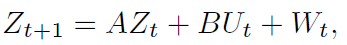 Z_{t+1} = AZ_t + BU_t + W_t,